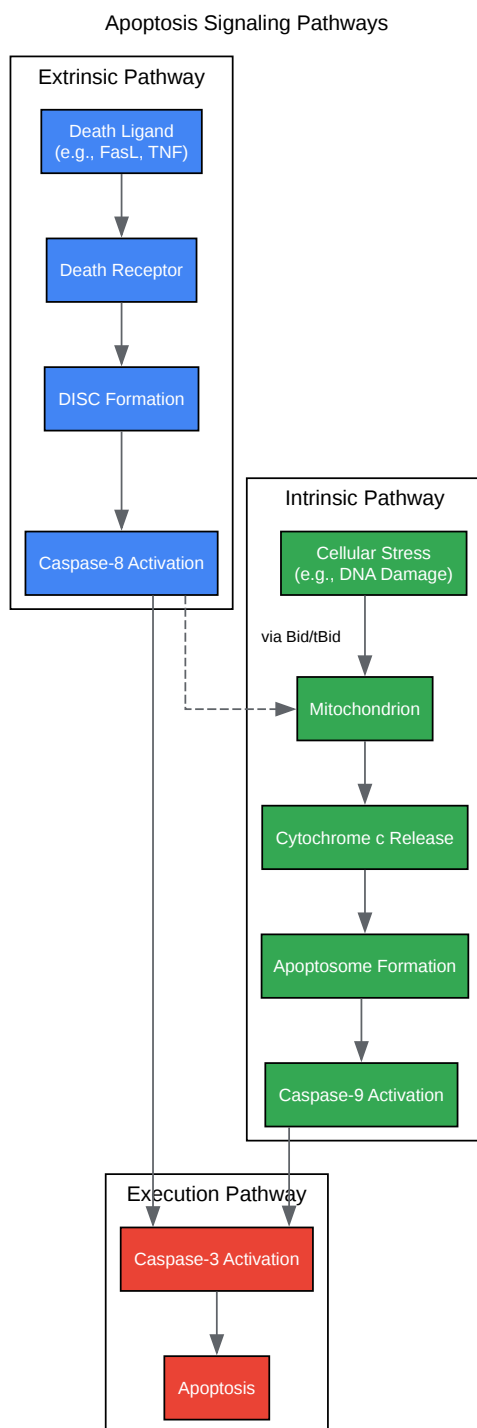 Apoptosis Signaling Pathways
Extrinsic Pathway
Death Ligand
(e.g., FasL, TNF)
Death Receptor
DISC Formation
Caspase-8 Activation
Intrinsic Pathway
Cellular Stress
(e.g., DNA Damage)
via Bid/tBid
Mitochondrion
Cytochrome c Release
Apoptosome Formation
Caspase-9 Activation
Execution Pathway
Caspase-3 Activation
Apoptosis